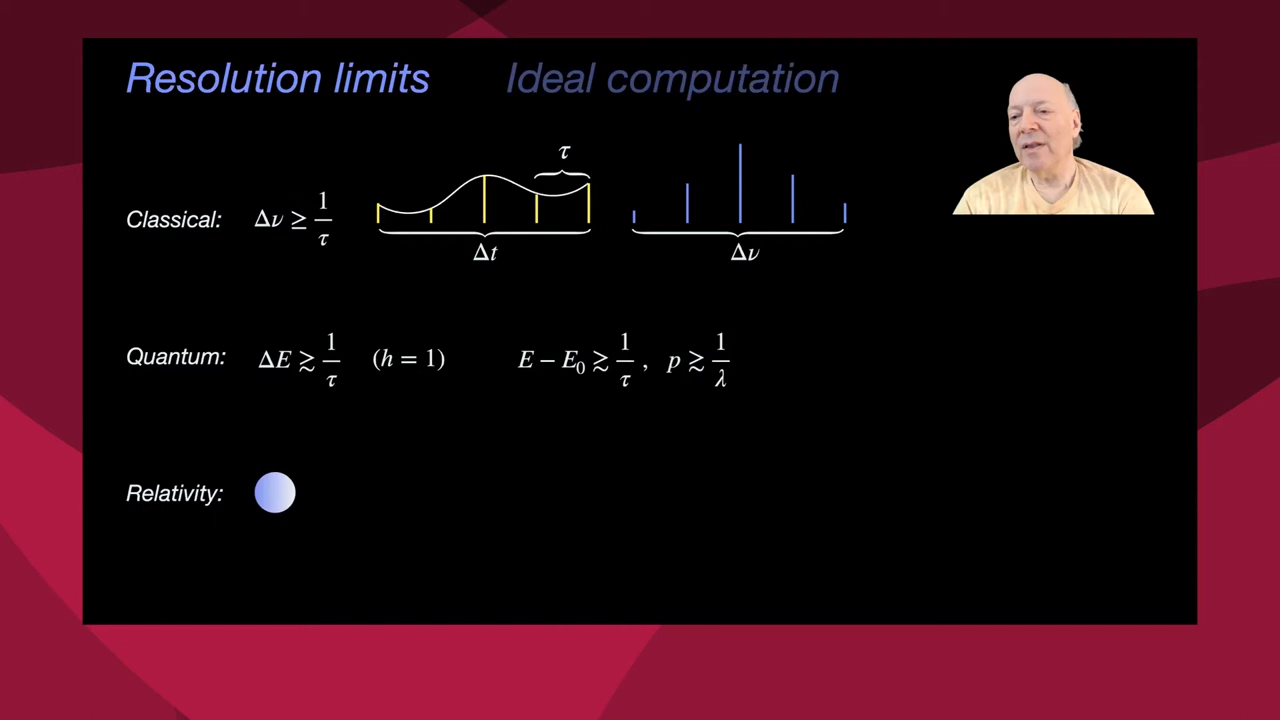 Resolution limits Ideal computation
τ
Classical: Δν ≥ 1/τ
Δt Δν
Quantum: ΔE ≳ 1/τ (h = 1) E − E₀ ≳ 1/τ , p ≳ 1/λ
Relativity: